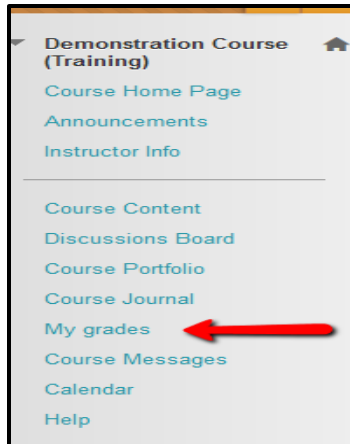 Demonstration Course
(Training)
Course Home Page
Announcements
Instructor Info
Course Content
Discussions Board
Course Portfolio
Course Journal
My grades
Course Messages
Calendar
Help